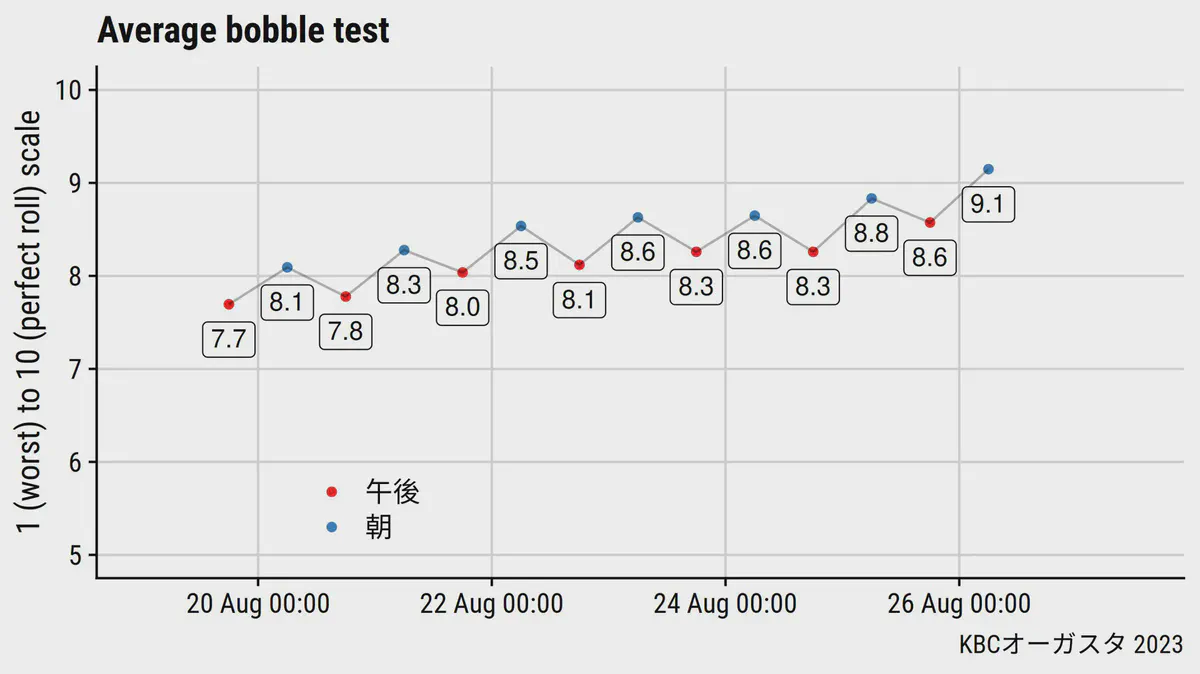 Average bobble test
1 (worst) to 10 (perfect roll) scale
10
9
8
7
6
5
7.7
8.1
7.8
8.3
8.0
8.5
8.1
8.6
8.3
8.6
8.3
8.8
8.6
9.1
午後
朝
20 Aug 00:00
22 Aug 00:00
24 Aug 00:00
26 Aug 00:00
KBCオーガスタ 2023